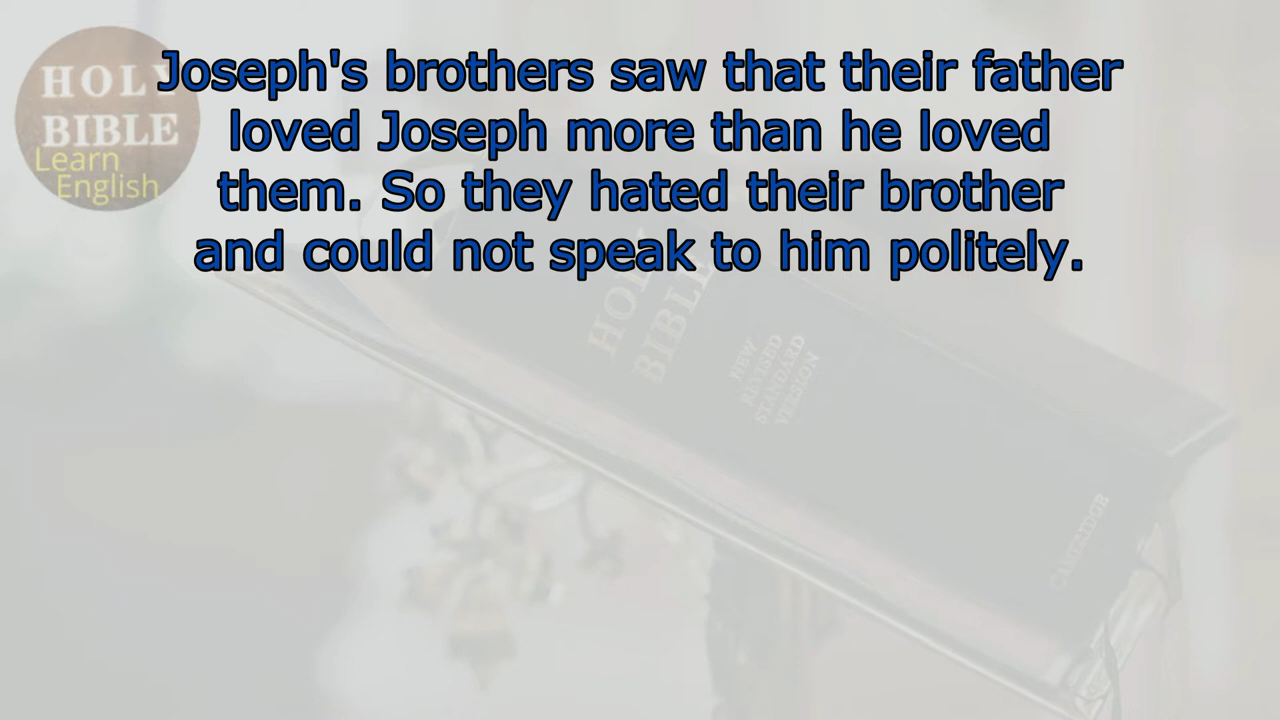 HOLY
BIBLE
Learn
English
Joseph's brothers saw that their father
loved Joseph more than he loved
them. So they hated their brother
and could not speak to him politely.
HOLY
BIBLE
NEW
REVISED
STANDARD
VERSION
CAMBRIDGE